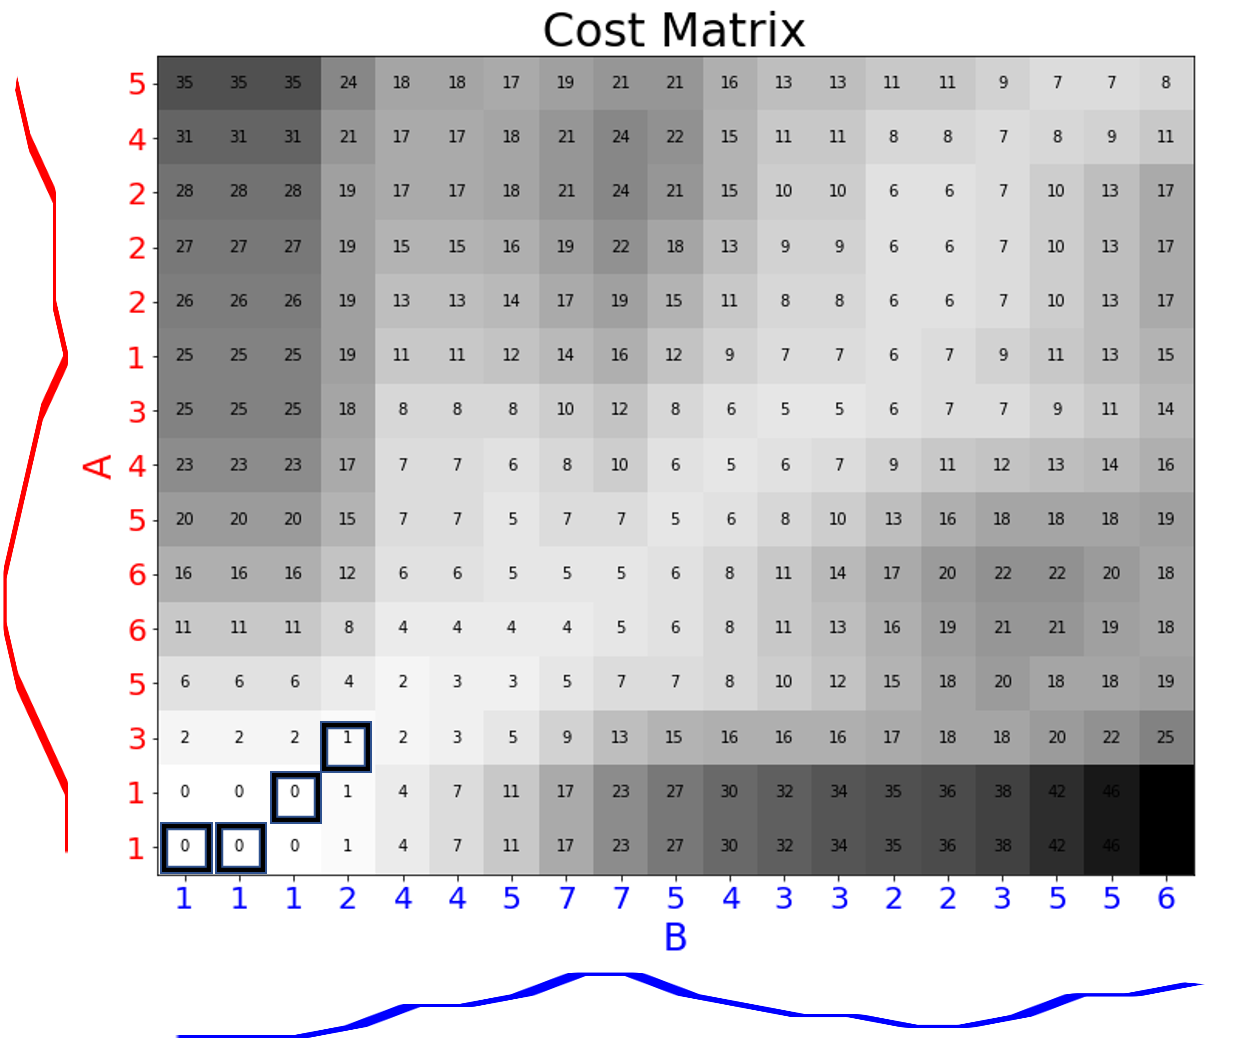 Cost Matrix
5 35 35 35 24 18 18 17 19 21 21 16 13 13 11 11 9 7 7 8
4 31 31 31 21 17 17 18 21 24 22 15 11 11 8 8 7 8 9 11
2 28 28 28 19 17 17 18 21 24 21 15 10 10 6 6 7 10 13 17
2 27 27 27 19 15 15 16 19 22 18 13 9 9 6 6 7 10 13 17
2 26 26 26 19 13 13 14 17 19 15 11 8 8 6 6 7 10 13 17
1 25 25 25 19 11 11 12 14 16 12 9 7 7 6 7 9 11 13 15
3 25 25 25 18 8 8 8 10 12 8 6 5 5 6 7 7 9 11 14
A
4 23 23 23 17 7 7 6 8 10 6 5 6 7 9 11 12 13 14 16
5 20 20 20 15 7 7 5 7 7 5 6 8 10 13 16 18 18 18 19
6 16 16 16 12 6 6 5 5 5 6 8 11 14 17 20 22 22 20 18
6 11 11 11 8 4 4 4 4 5 6 8 11 13 16 19 21 21 19 18
5 6 6 6 4 2 3 3 5 7 7 8 10 12 15 18 20 18 18 19
3 2 2 2 1 2 3 5 9 13 15 16 16 16 17 18 18 20 22 25
1 0 0 0 1 4 7 11 17 23 27 30 32 34 35 36 38 42 46
1 0 0 0 1 4 7 11 17 23 27 30 32 34 35 36 38 42 46
1 1 1 2 4 4 5 7 7 5 4 3 3 2 2 3 5 5 6
B